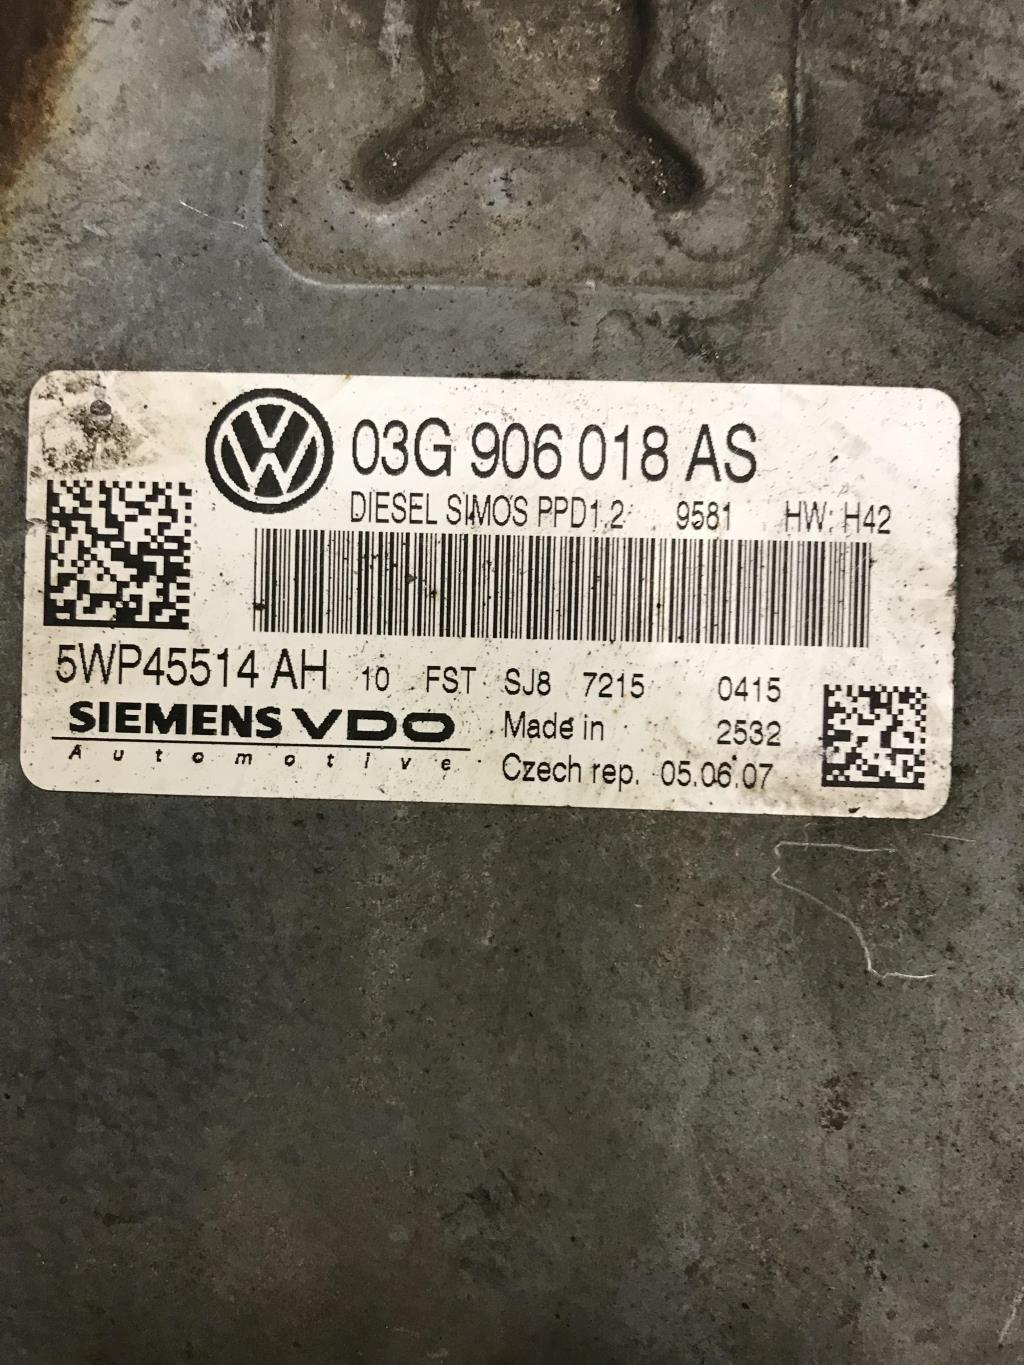 03G 906 018 AS
DIESEL SIMOS PPD1.2 9581 HW: H42
5WP45514 AH 10 FST SJ8 7215 0415
SIEMENS VDO Made in 2532
Automotive Czech rep. 05.06.07